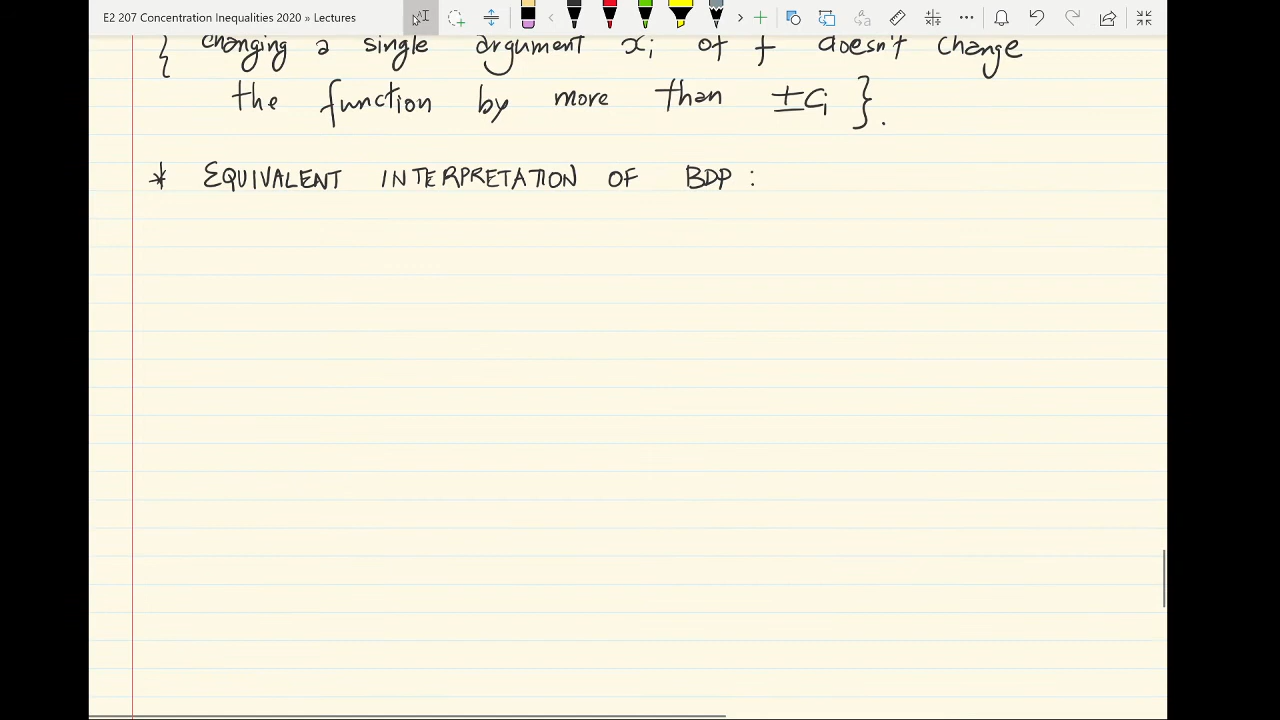 E2 207 Concentration Inequalities 2020 » Lectures
{ changing a single argument xᵢ of f doesn't change
the function by more than ±Cᵢ }.
* EQUIVALENT INTERPRETATION OF BDP :